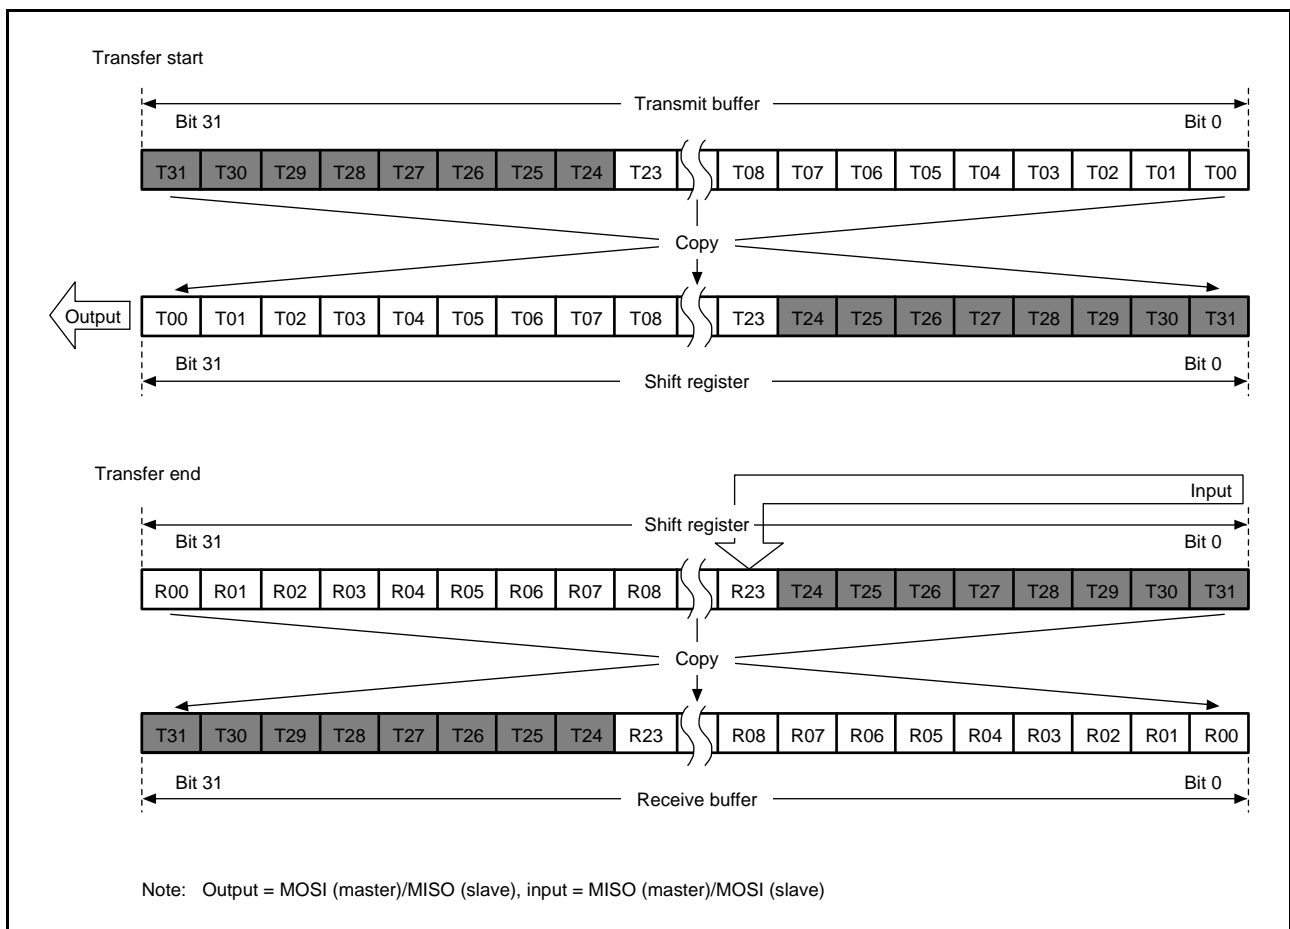 Transfer start
Transmit buffer
Bit 31 Bit 0
T31 T30 T29 T28 T27 T26 T25 T24 T23 T08 T07 T06 T05 T04 T03 T02 T01 T00
Copy
Output T00 T01 T02 T03 T04 T05 T06 T07 T08 T23 T24 T25 T26 T27 T28 T29 T30 T31
Bit 31 Bit 0
Shift register
Transfer end
Input
Shift register
Bit 31 Bit 0
R00 R01 R02 R03 R04 R05 R06 R07 R08 R23 T24 T25 T26 T27 T28 T29 T30 T31
Copy
T31 T30 T29 T28 T27 T26 T25 T24 R23 R08 R07 R06 R05 R04 R03 R02 R01 R00
Bit 31 Bit 0
Receive buffer
Note: Output = MOSI (master)/MISO (slave), input = MISO (master)/MOSI (slave)